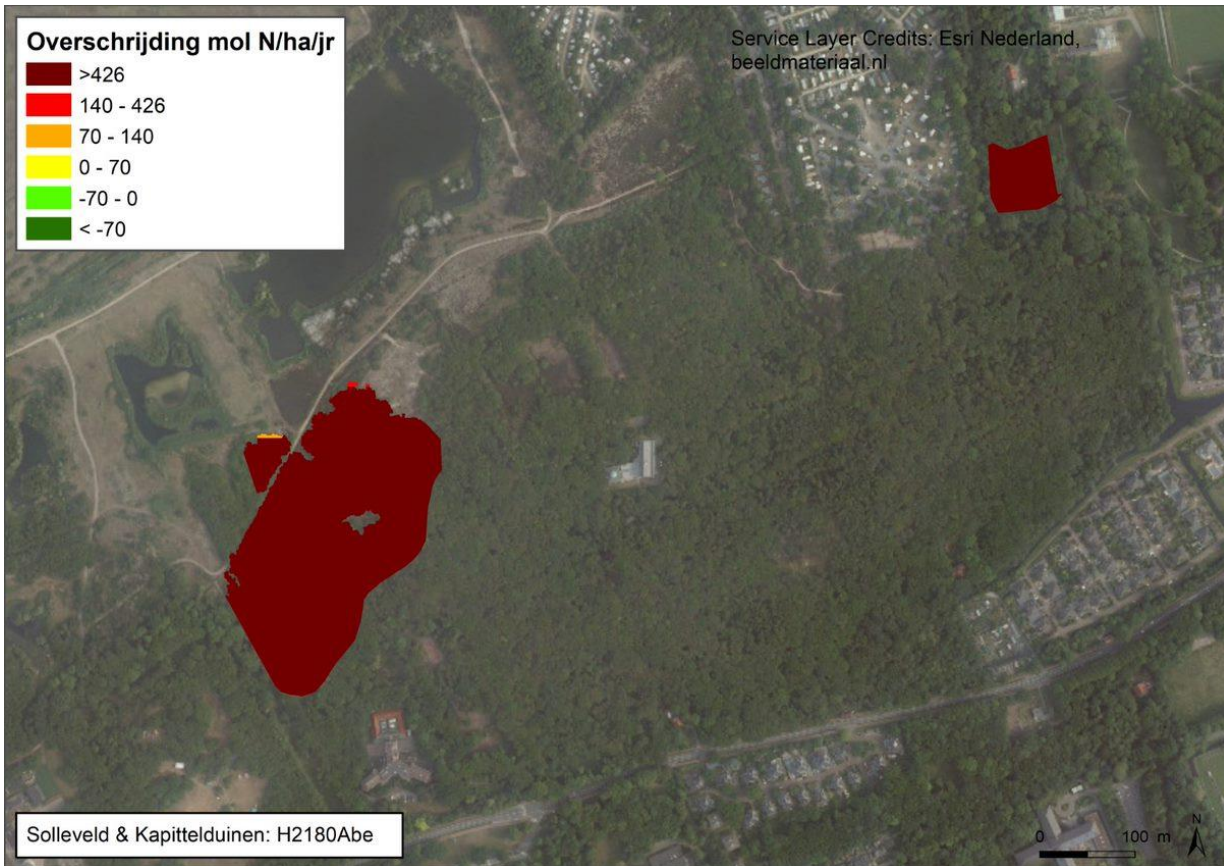 Overschrijding mol N/ha/jr
>426
140 - 426
70 - 140
0 - 70
-70 - 0
< -70
Service Layer Credits: Esri Nederland,
beeldmateriaal.nl
Solleveld & Kapittelduinen: H2180Abe
0 100 m
N